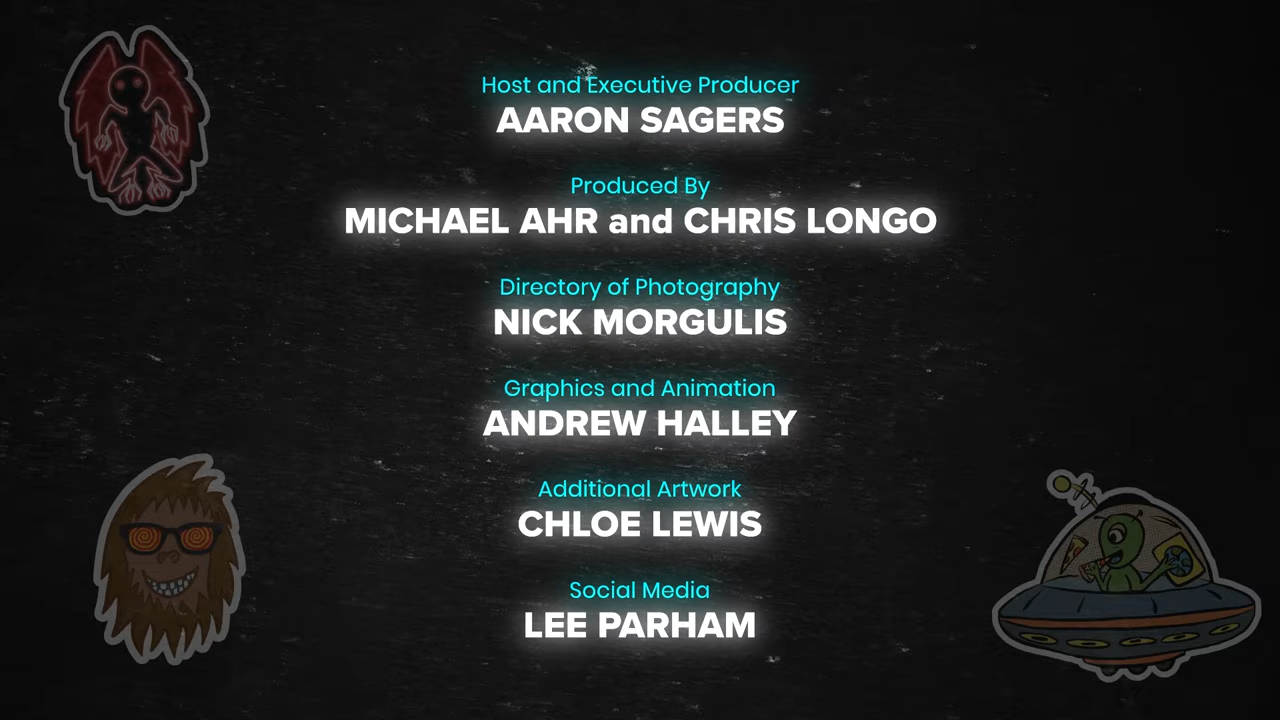 Host and Executive Producer
AARON SAGERS
Produced By
MICHAEL AHR and CHRIS LONGO
Directory of Photography
NICK MORGULIS
Graphics and Animation
ANDREW HALLEY
Additional Artwork
CHLOE LEWIS
Social Media
LEE PARHAM